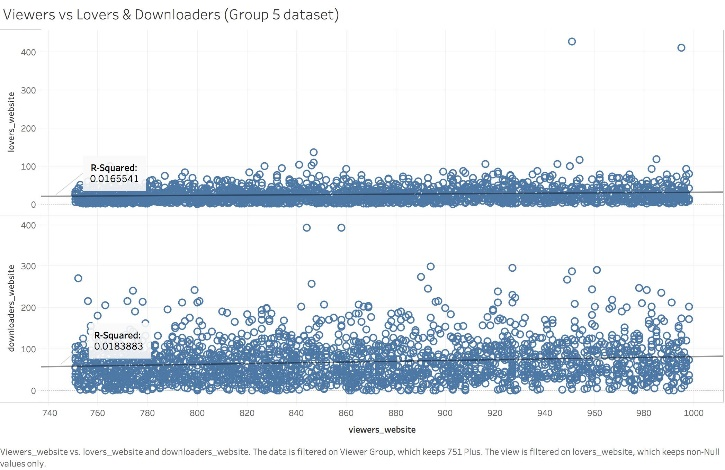 Viewers vs Lovers & Downloaders (Group 5 dataset)
400
300
lovers_website
200
R-Squared:
0.0165541
100
0
400
300
downloaders_website
200
R-Squared:
0.0183883
100
0
740 760 780 800 820 840 860 880 900 920 940 960 980 1000
viewers_website
Viewers_website vs. lovers_website and downloaders_website. The data is filtered on Viewer Group, which keeps 751 Plus. The view is filtered on lovers_website, which keeps non-Null
values only.